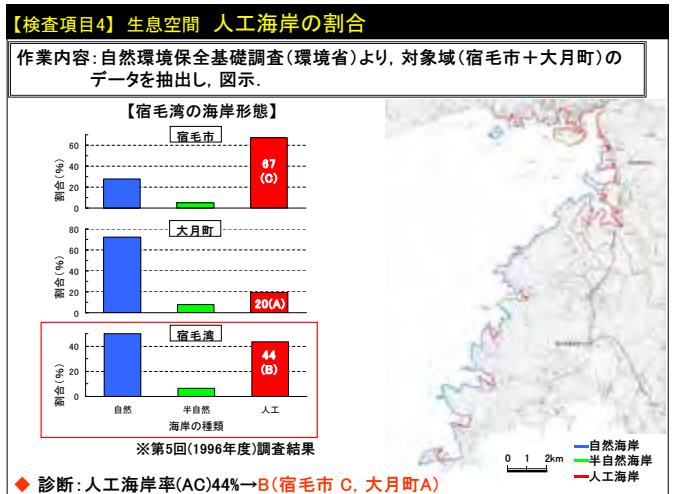 【検査項目4】 生息空間 人工海岸の割合
作業内容:自然環境保全基礎調査(環境省)より, 対象域(宿毛市+大月町)の
データを抽出し, 図示.
【宿毛湾の海岸形態】
宿毛市
割合(%)
60
40
20
0
67
(C)
大月町
割合(%)
80
60
40
20
0
20(A)
宿毛湾
割合(%)
40
20
0
44
(B)
自然 半自然 人工
海岸の種類
※第5回(1996年度)調査結果
0 1 2km
自然海岸
半自然海岸
人工海岸
◆ 診断:人工海岸率(AC)44%→B(宿毛市 C, 大月町A)